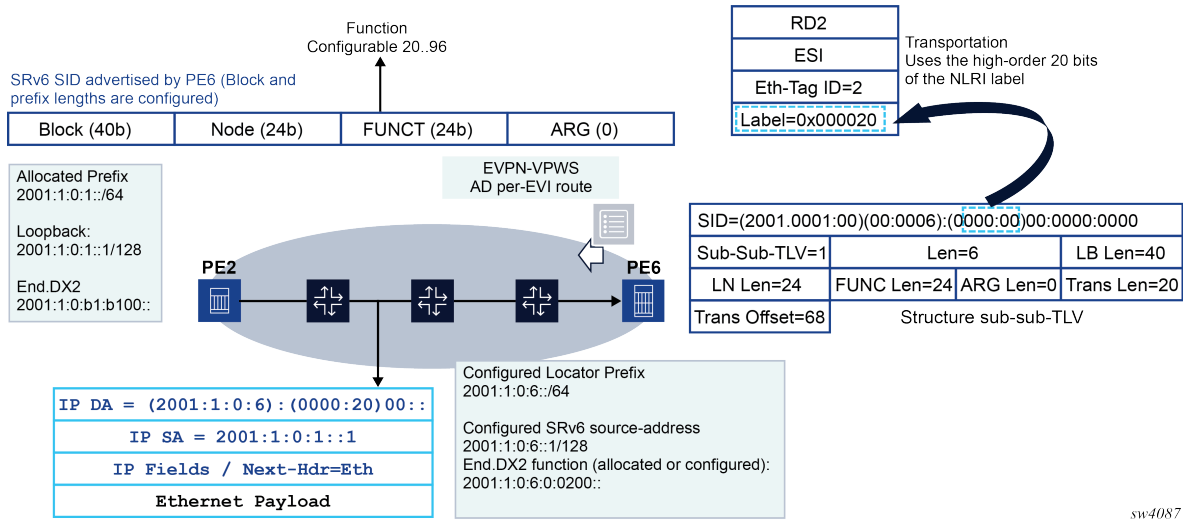 Function
Configurable 20..96
SRv6 SID advertised by PE6 (Block and
prefix lengths are configured)
Block (40b)
Node (24b)
FUNCT (24b)
ARG (0)
Allocated Prefix
2001:1:0:1::/64
Loopback:
2001:1:0:1::1/128
End.DX2
2001:1:0:b1:b100::
EVPN-VPWS
AD per-EVI route
PE2
PE6
RD2
ESI
Eth-Tag ID=2
Label=0x000020
Transportation
Uses the high-order 20 bits
of the NLRI label
SID=(2001.0001:00)(00:0006):(0000:00)00:0000:0000
Sub-Sub-TLV=1
Len=6
LB Len=40
LN Len=24
FUNC Len=24
ARG Len=0
Trans Len=20
Trans Offset=68
Structure sub-sub-TLV
IP DA = (2001:1:0:6):(0000:20)00::
IP SA = 2001:1:0:1::1
IP Fields / Next-Hdr=Eth
Ethernet Payload
Configured Locator Prefix
2001:1:0:6::/64
Configured SRv6 source-address
2001:1:0:6::1/128
End.DX2 function (allocated or configured):
2001:1:0:6:0:0200::
sw4087